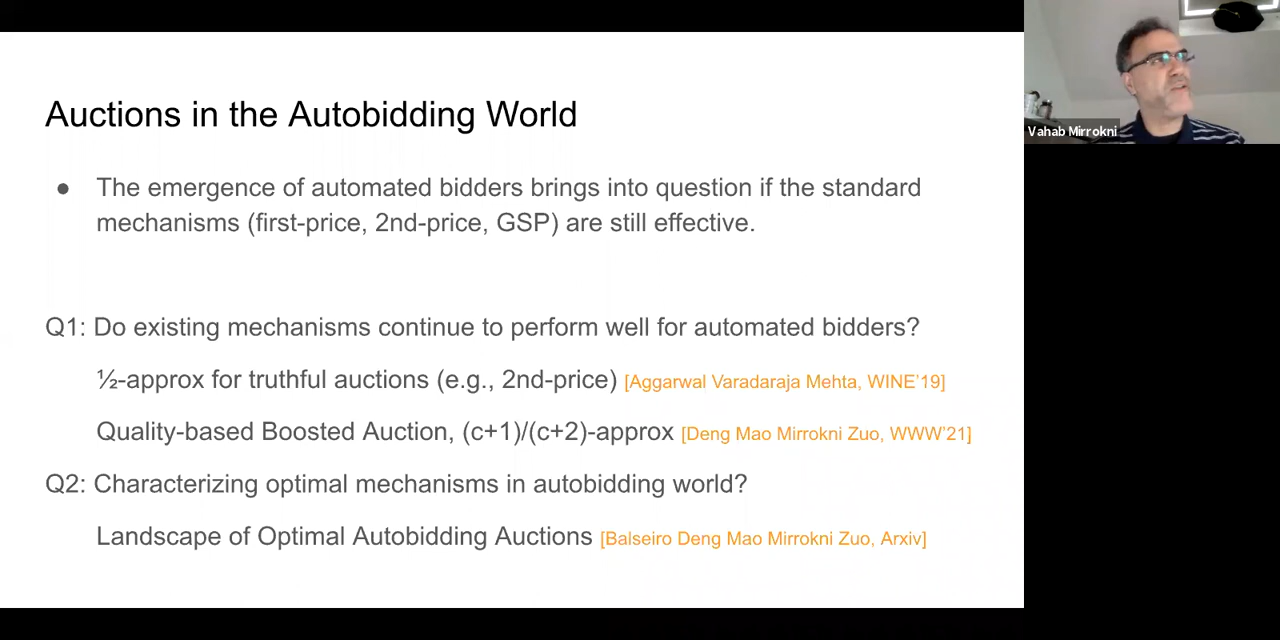 Auctions in the Autobidding World
● The emergence of automated bidders brings into question if the standard
mechanisms (first-price, 2nd-price, GSP) are still effective.
Q1: Do existing mechanisms continue to perform well for automated bidders?
½-approx for truthful auctions (e.g., 2nd-price) [Aggarwal Varadaraja Mehta, WINE'19]
Quality-based Boosted Auction, (c+1)/(c+2)-approx [Deng Mao Mirrokni Zuo, WWW'21]
Q2: Characterizing optimal mechanisms in autobidding world?
Landscape of Optimal Autobidding Auctions [Balseiro Deng Mao Mirrokni Zuo, Arxiv]
Vahab Mirrokni